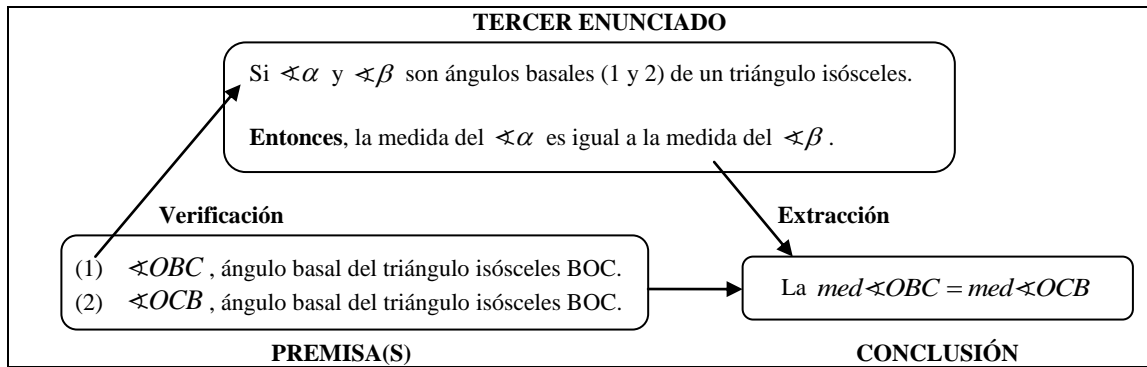 TERCER ENUNCIADO
Si ∢α y ∢β son ángulos basales (1 y 2) de un triángulo isósceles.
Entonces, la medida del ∢α es igual a la medida del ∢β.
Verificación
Extracción
(1) ∢OBC, ángulo basal del triángulo isósceles BOC.
(2) ∢OCB, ángulo basal del triángulo isósceles BOC.
La med∢OBC = med∢OCB
PREMISA(S)
CONCLUSIÓN